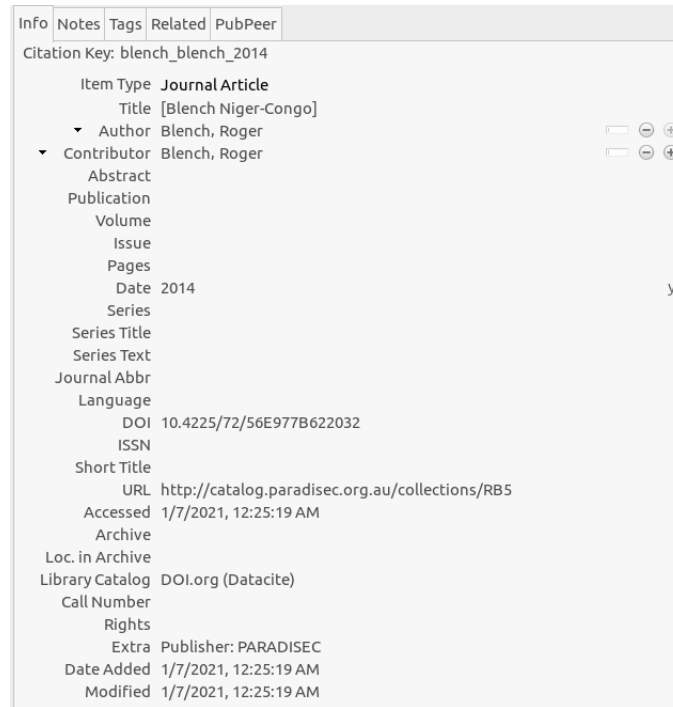 Info Notes Tags Related PubPeer
Citation Key: blench_blench_2014
Item Type Journal Article
Title [Blench Niger-Congo]
Author Blench, Roger
Contributor Blench, Roger
Abstract
Publication
Volume
Issue
Pages
Date 2014 y
Series
Series Title
Series Text
Journal Abbr
Language
DOI 10.4225/72/56E977B622032
ISSN
Short Title
URL http://catalog.paradisec.org.au/collections/RB5
Accessed 1/7/2021, 12:25:19 AM
Archive
Loc. in Archive
Library Catalog DOI.org (Datacite)
Call Number
Rights
Extra Publisher: PARADISEC
Date Added 1/7/2021, 12:25:19 AM
Modified 1/7/2021, 12:25:19 AM